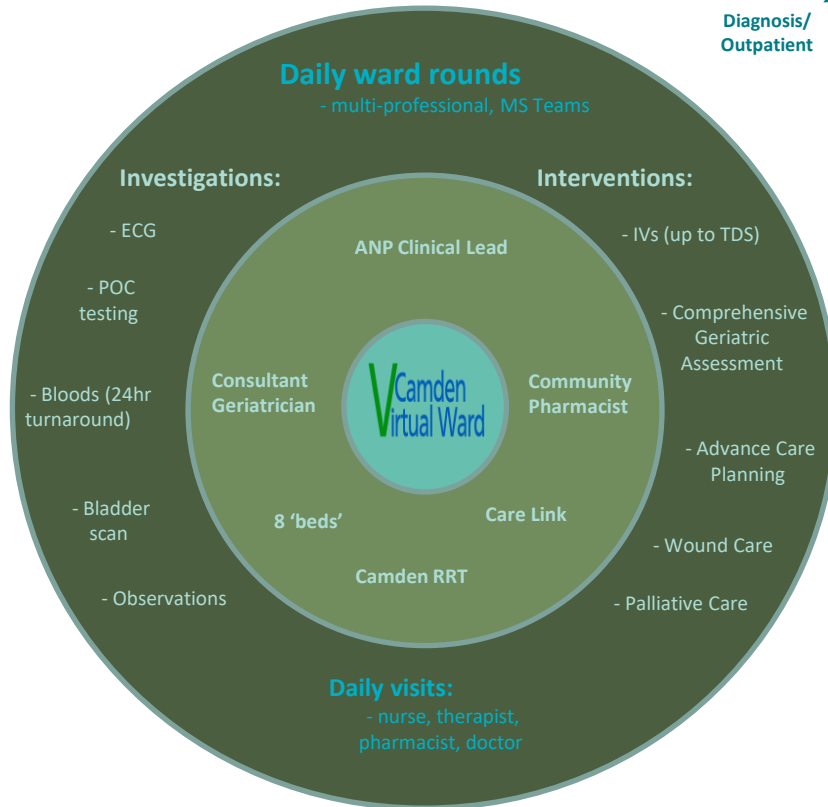 Diagnosis/
Outpatient
Daily ward rounds
- multi-professional, MS Teams
Investigations:
- ECG
- POC
testing
- Bloods (24hr
turnaround)
- Bladder
scan
- Observations
Interventions:
- IVs (up to TDS)
- Comprehensive
Geriatric
Assessment
- Advance Care
Planning
- Wound Care
- Palliative Care
ANP Clinical Lead
Consultant
Geriatrician
Community
Pharmacist
Camden
Virtual Ward
8 ‘beds’
Care Link
Camden RRT
Daily visits:
- nurse, therapist,
pharmacist, doctor